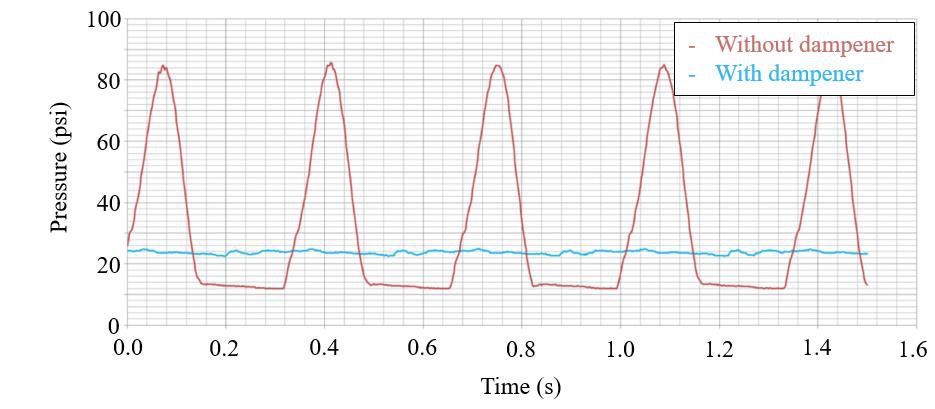 100
80
60
40
20
0
Pressure (psi)
- Without dampener
- With dampener
0.0 0.2 0.4 0.6 0.8 1.0 1.2 1.4 1.6
Time (s)